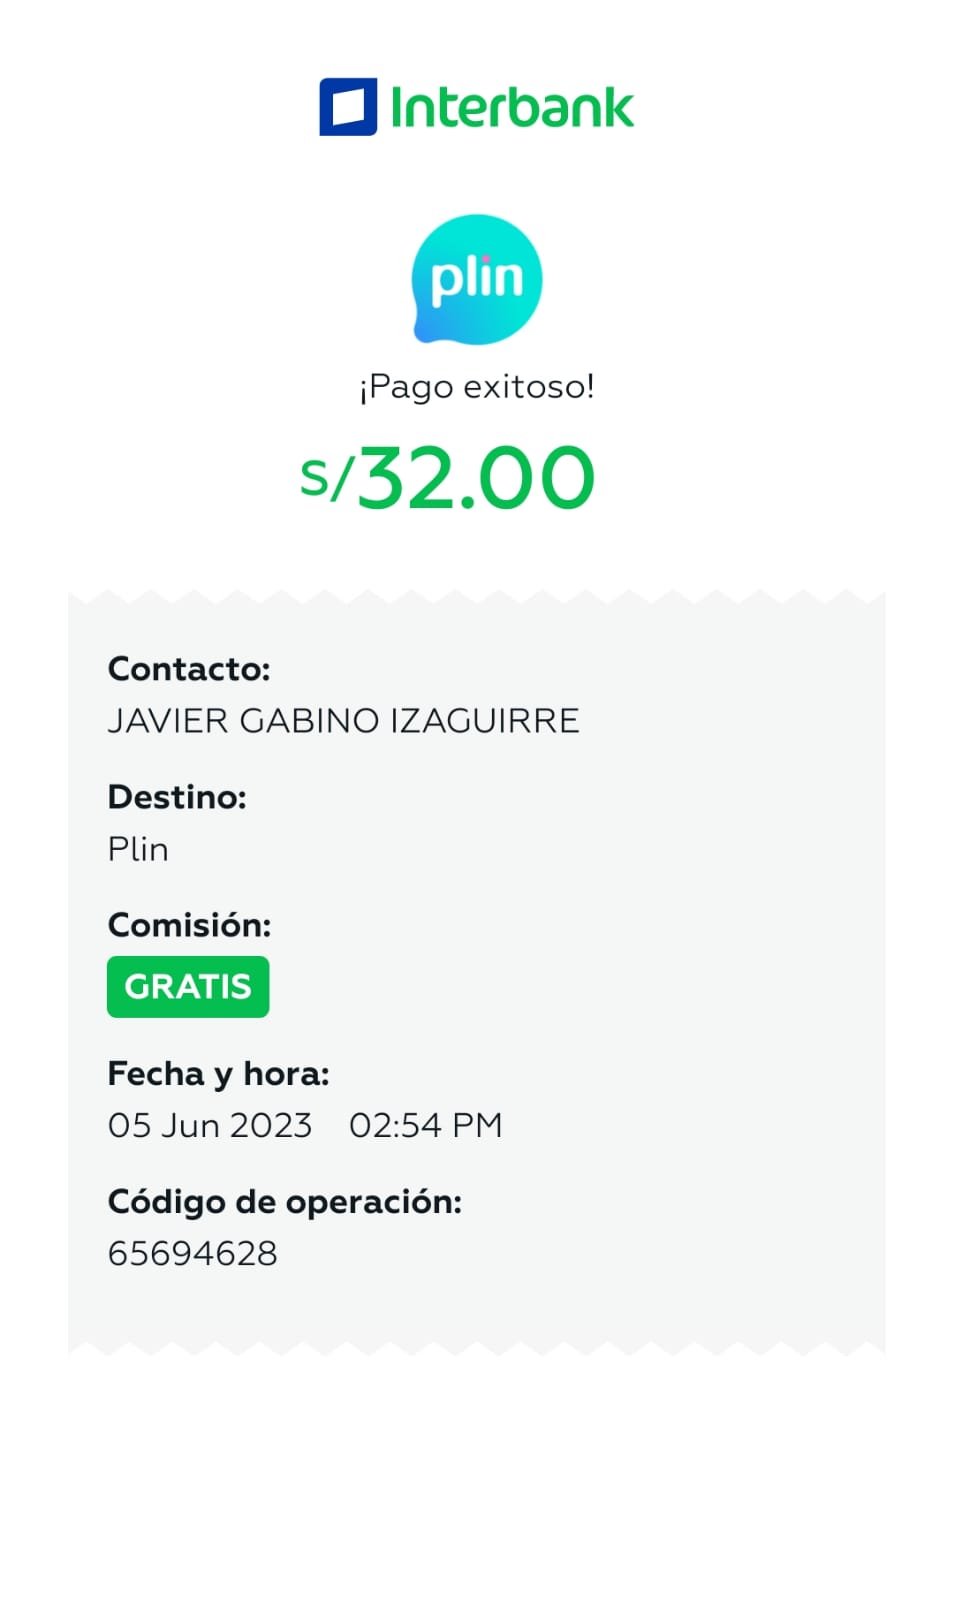 Interbank
plin
¡Pago exitoso!
S/32.00
Contacto:
JAVIER GABINO IZAGUIRRE
Destino:
Plin
Comisión:
GRATIS
Fecha y hora:
05 Jun 2023 02:54 PM
Código de operación:
65694628